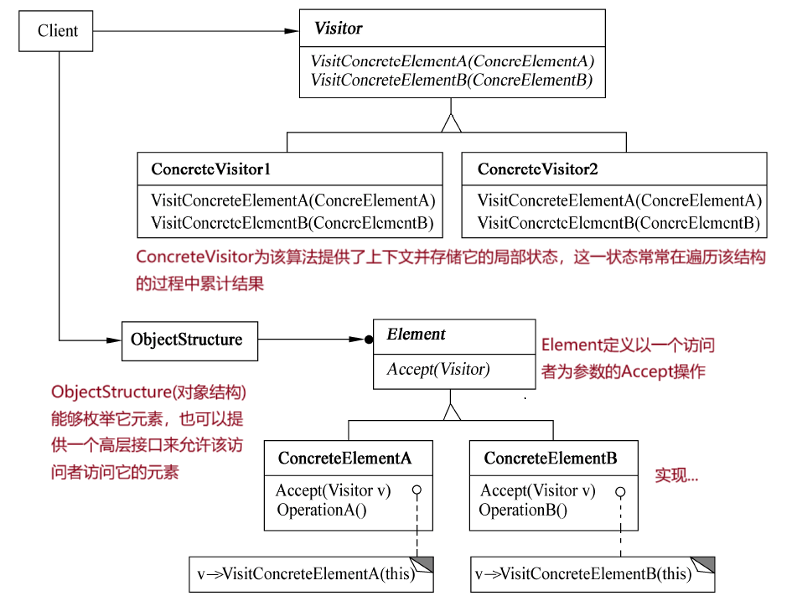 Client
Visitor
VisitConcreteElementA(ConcreElementA)
VisitConcreteElementB(ConcreElementB)
ConcreteVisitor1
VisitConcreteElementA(ConcreElementA)
VisitConcreteElementB(ConcreElementB)
ConcreteVisitor2
VisitConcreteElementA(ConcreElementA)
VisitConcreteElementB(ConcreElementB)
ConcreteVisitor为该算法提供了上下文并存储它的局部状态，这一状态常常在遍历该结构
的过程中累计结果
ObjectStructure
Element
Accept(Visitor)
Element定义以一个访问
者为参数的Accept操作
ObjectStructure(对象结构)
能够枚举它元素，也可以提
供一个高层接口来允许该访
问者访问它的元素
ConcreteElementA
Accept(Visitor v)
OperationA()
ConcreteElementB
Accept(Visitor v)
OperationB()
实现...
v->VisitConcreteElementA(this)
v->VisitConcreteElementB(this)